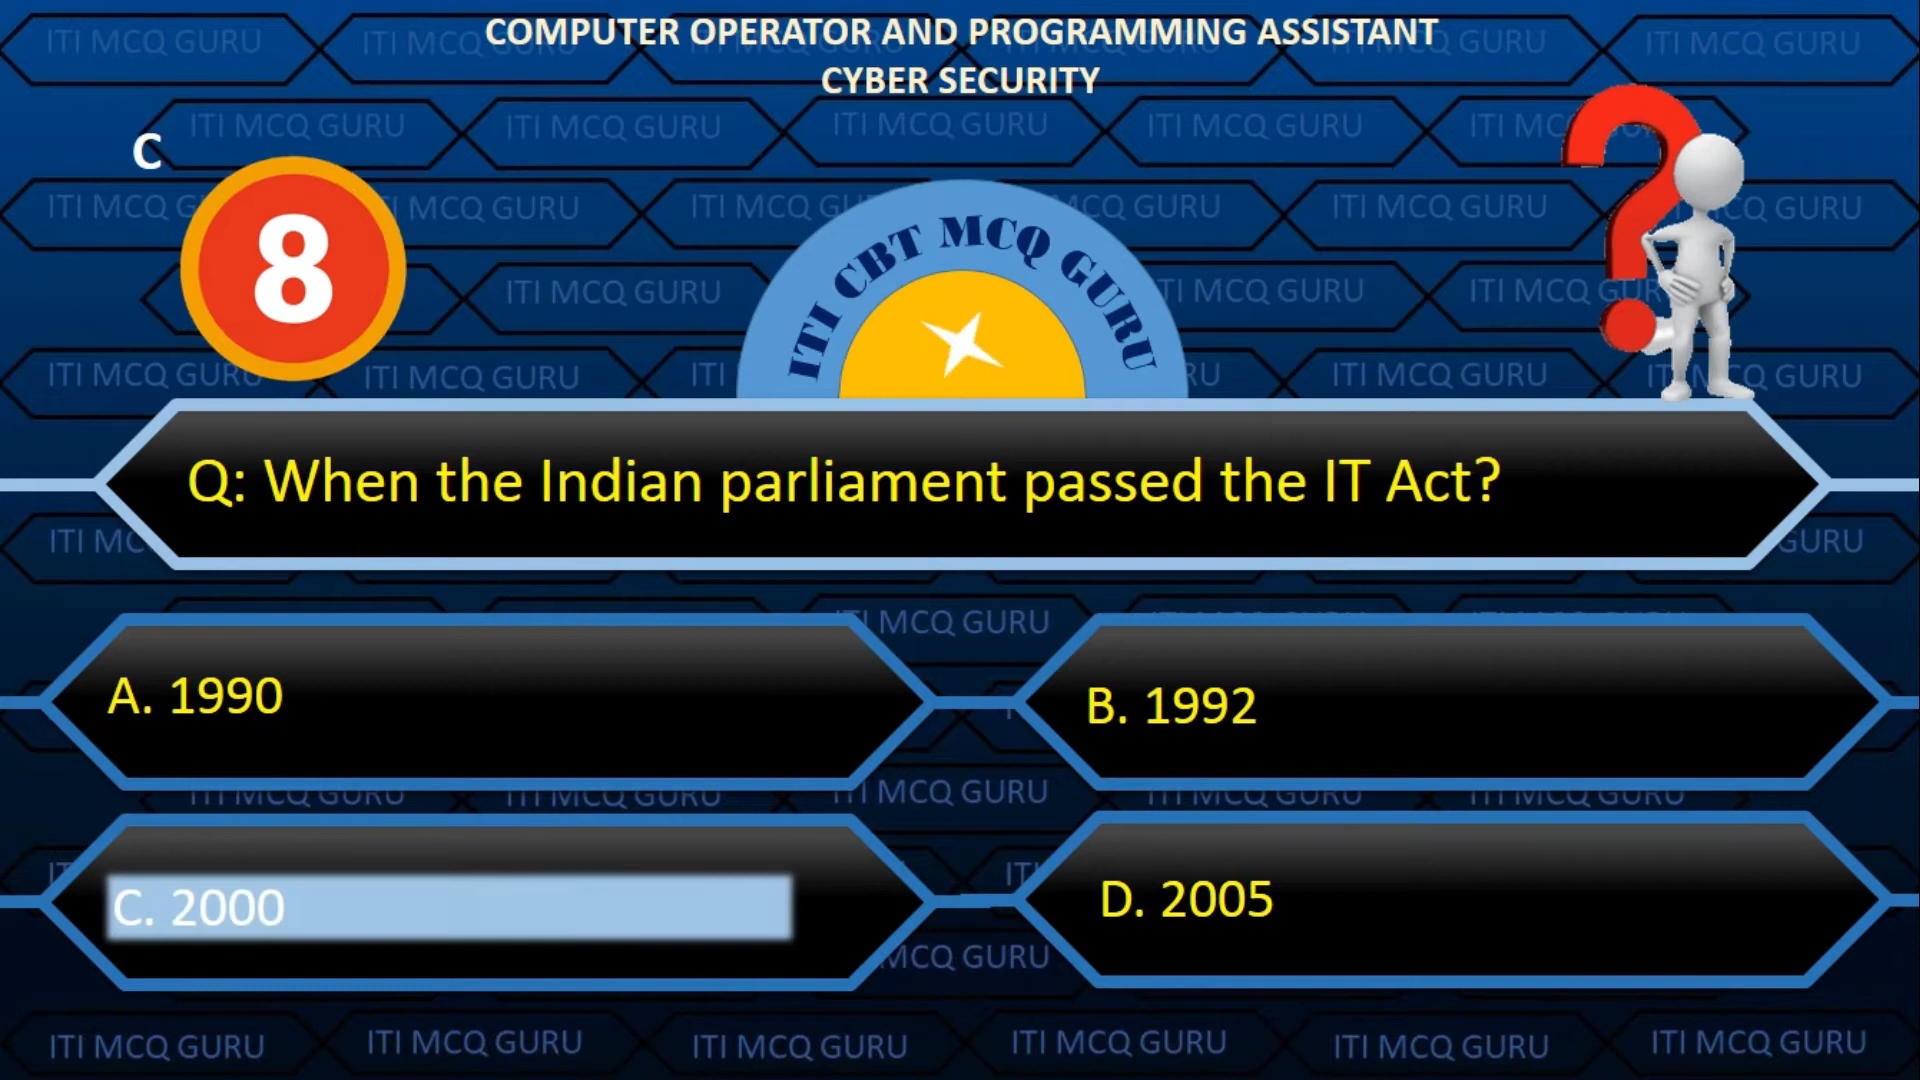 COMPUTER OPERATOR AND PROGRAMMING ASSISTANT
CYBER SECURITY
C
8
ITI CBT MCQ GURU
Q: When the Indian parliament passed the IT Act?
A. 1990
B. 1992
C. 2000
D. 2005
ITI MCQ GURU ITI MCQ GURU ITI MCQ GURU ITI MCQ GURU ITI MCQ GURU ITI MCQ GURU